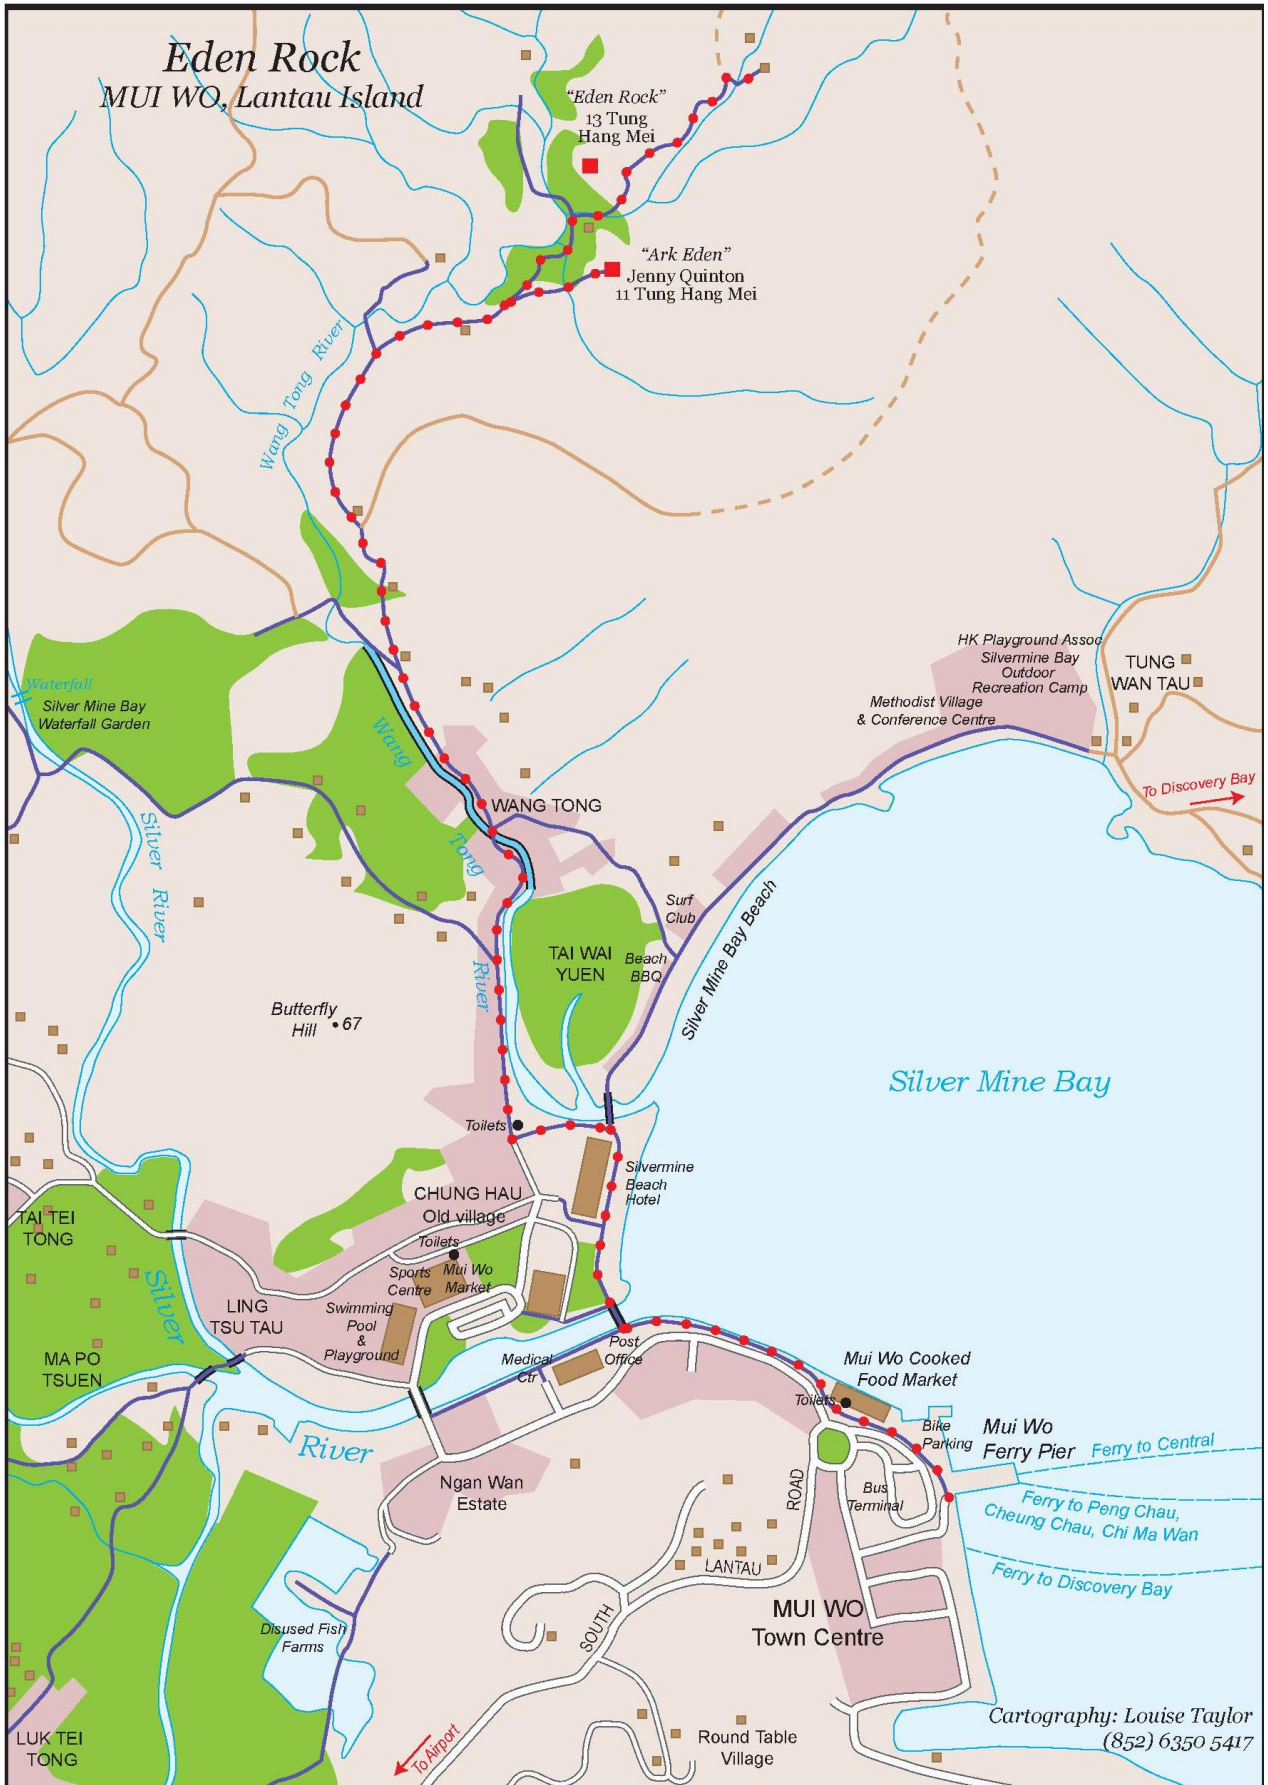 Eden Rock
MUI WO, Lantau Island
"Eden Rock"
13 Tung
Hang Mei
"Ark Eden"
Jenny Quinton
11 Tung Hang Mei
Wang Tong River
HK Playground Assoc
Silvermine Bay
Outdoor
Recreation Camp
TUNG
WAN TAU
Methodist Village
& Conference Centre
To Discovery Bay
Waterfall
Silver Mine Bay
Waterfall Garden
Wang
WANG TONG
Tong
River
Silver River
Surf
Club
TAI WAI
YUEN
Beach
BBQ
Silver Mine Bay Beach
Butterfly
Hill
67
Silver Mine Bay
Toilets
Silvermine
Beach
Hotel
CHUNG HAU
Old village
Toilets
TAI TEI
TONG
Sports
Centre
Mui Wo
Market
Silver
LING
TSU TAU
Swimming
Pool
&
Playground
MA PO
TSUEN
Medical
Ctr
Post
Office
Mui Wo Cooked
Food Market
Toilets
River
Bike
Parking
Mui Wo
Ferry Pier
Ferry to Central
Ngan Wan
Estate
ROAD
Bus
Terminal
Ferry to Peng Chau,
Cheung Chau, Chi Ma Wan
LANTAU
Ferry to Discovery Bay
SOUTH
MUI WO
Town Centre
Disused Fish
Farms
LUK TEI
TONG
To Airport
Round Table
Village
Cartography: Louise Taylor
(852) 6350 5417